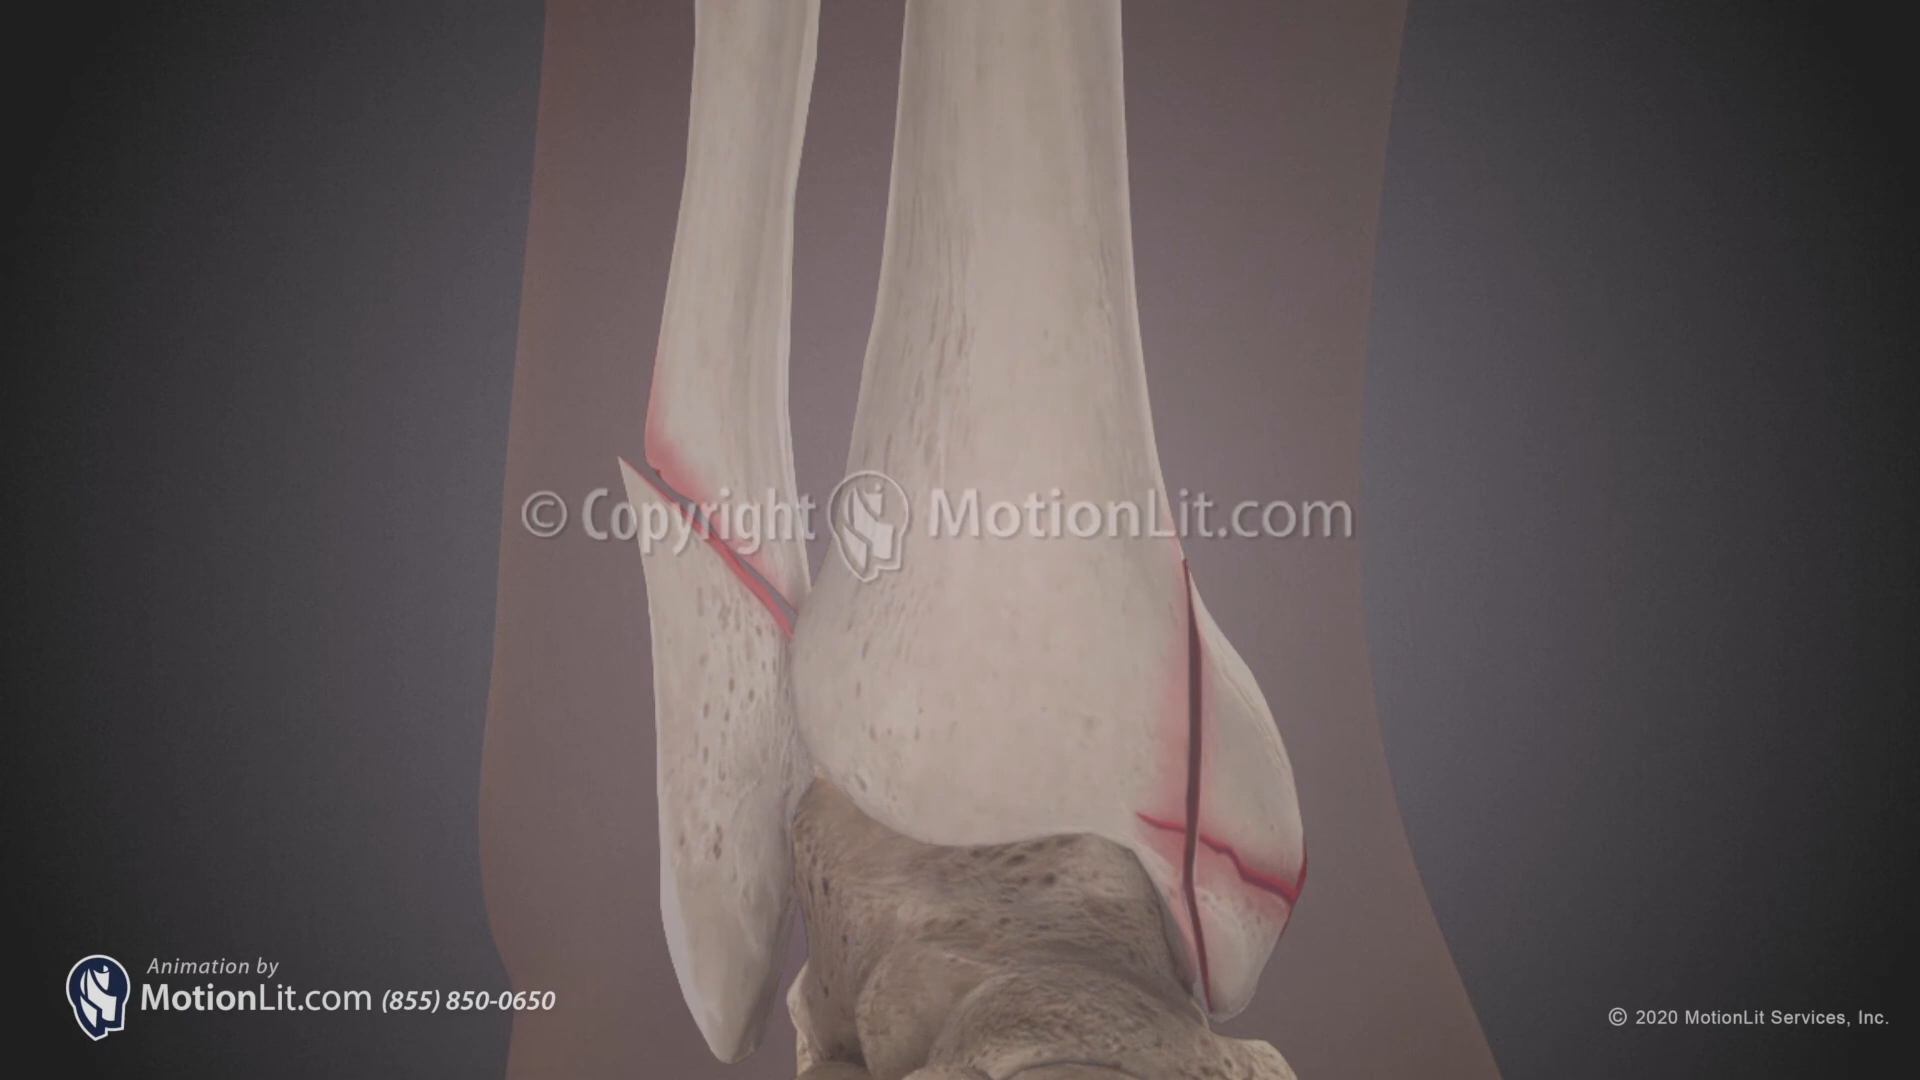 © Copyright MotionLit.com
Animation by
MotionLit.com (855) 850-0650
© 2020 MotionLit Services, Inc.